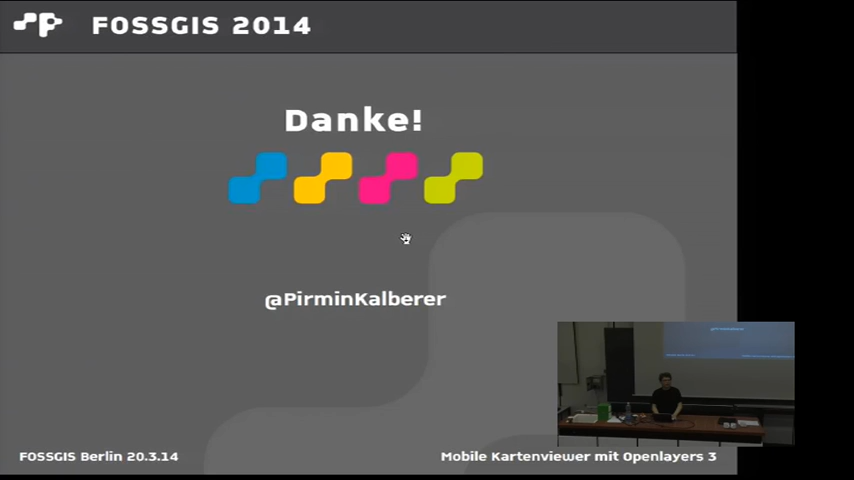 FOSSGIS 2014
Danke!
@PirminKalberer
FOSSGIS Berlin 20.3.14
Mobile Kartenviewer mit Openlayers 3